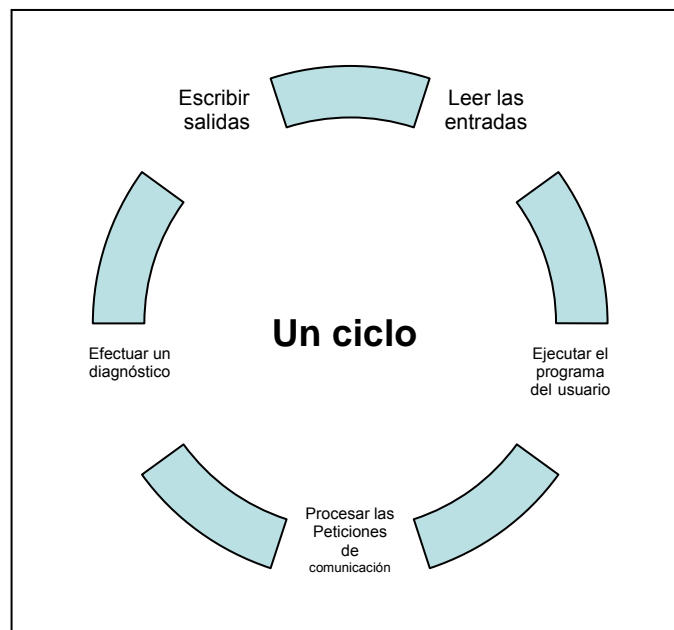 Escribir
salidas
Leer las
entradas
Un ciclo
Efectuar un
diagnóstico
Ejecutar el
programa
del usuario
Procesar las
Peticiones
de
comunicación